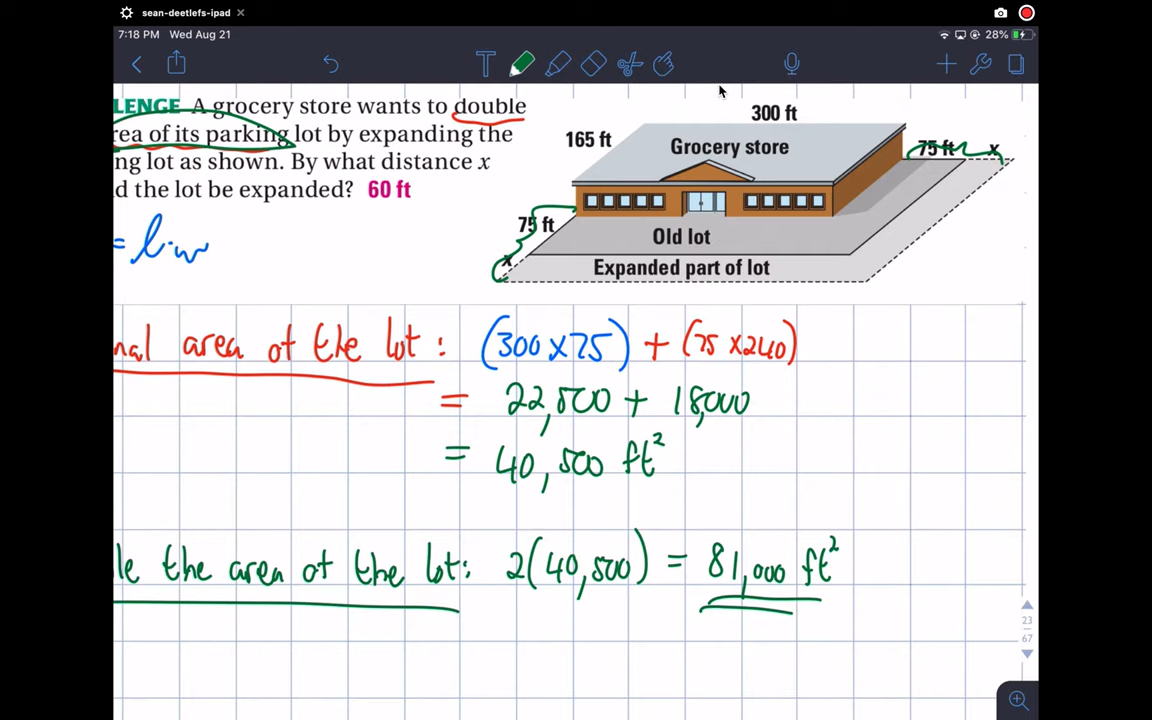 sean-deetlefs-ipad ×
7:18 PM Wed Aug 21
28%
T
LENGE A grocery store wants to double
rea of its parking lot by expanding the
ng lot as shown. By what distance x
d the lot be expanded? 60 ft
= l·w
300 ft
165 ft
Grocery store
75 ft x
75 ft
Old lot
x
Expanded part of lot
nal area of the lot: (300 x 75) + (75 x 240)
= 22,500 + 18,000
= 40,500 ft²
le the area of the lot: 2(40,500) = 81,000 ft²
23
67